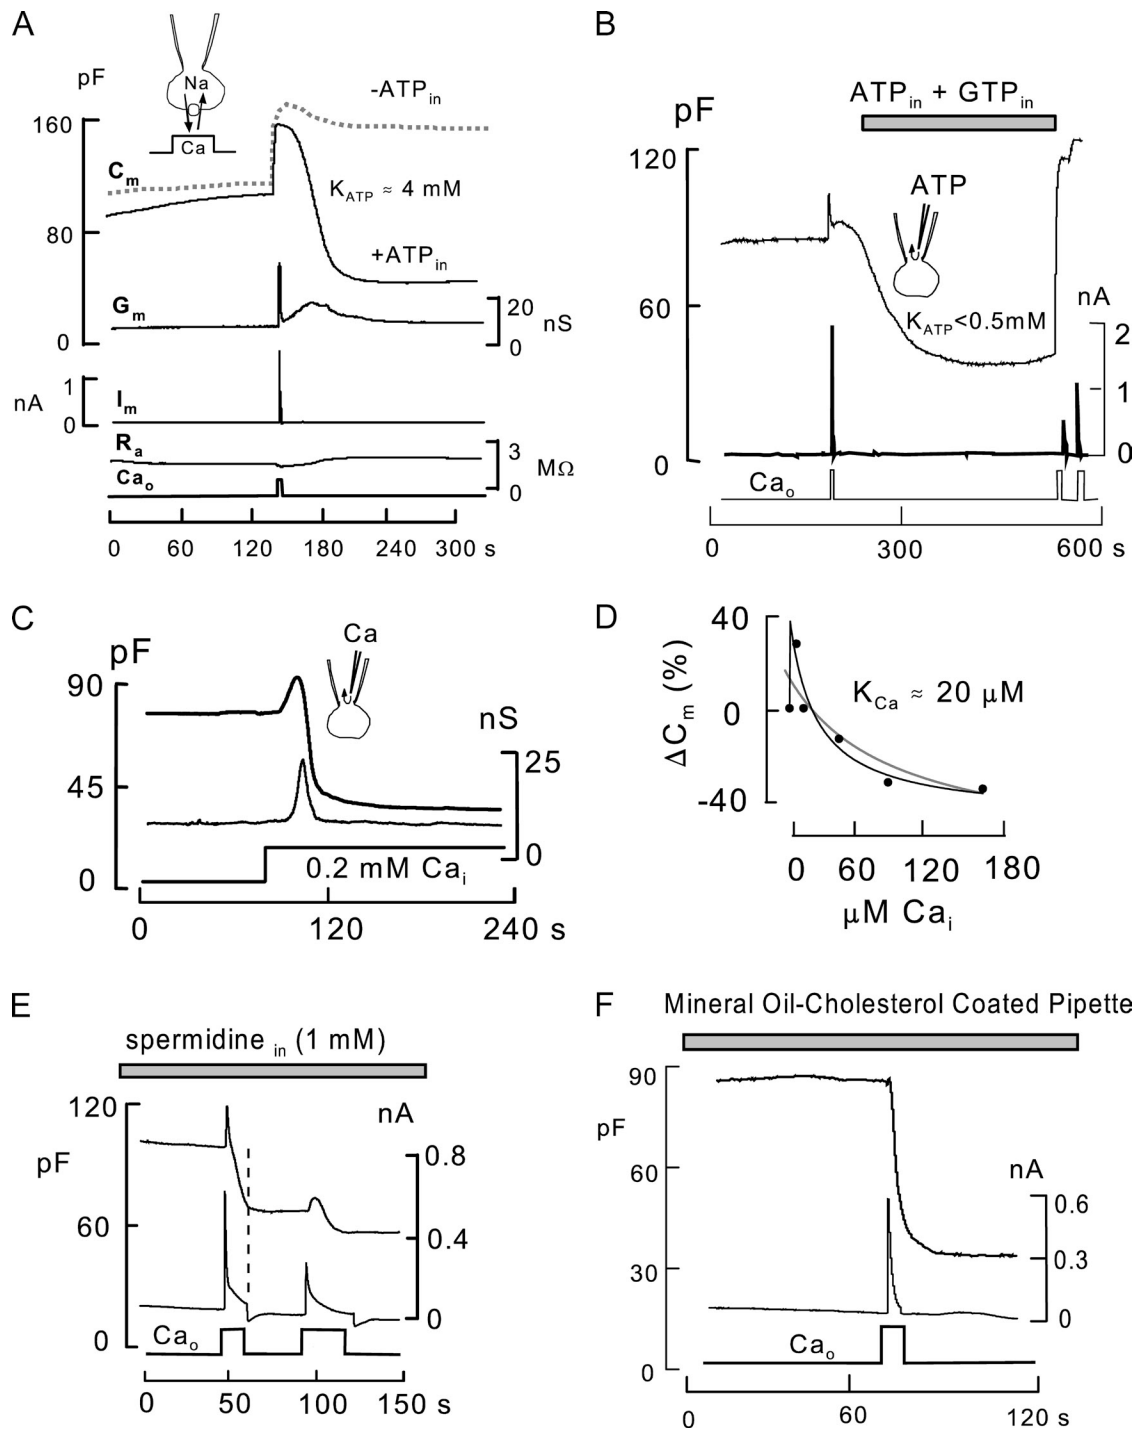 A
pF
Na
Ca
-ATPin
160
Cm
KATP ≈ 4 mM
80
+ATPin
Gm
20
nS
0
0
nA
1
Im
0
Ra
3
MΩ
Cao
0
0 60 120 180 240 300 s
B
ATPin + GTPin
pF
120
ATP
60
KATP<0.5mM
nA
2
1
0
0
Cao
0 300 600 s
C
Ca
pF
90
nS
25
45
0.2 mM Cai
0
0
0 120 240 s
D
40
ΔCm (%)
KCa ≈ 20 μM
0
-40
0 60 120 180
μM Cai
E
spermidine in (1 mM)
120
nA
pF
0.8
60
0.4
0
0
Cao
0 50 100 150 s
F
Mineral Oil-Cholesterol Coated Pipette
90
pF
60
nA
0.6
30
0.3
0
Cao
0
0 60 120 s